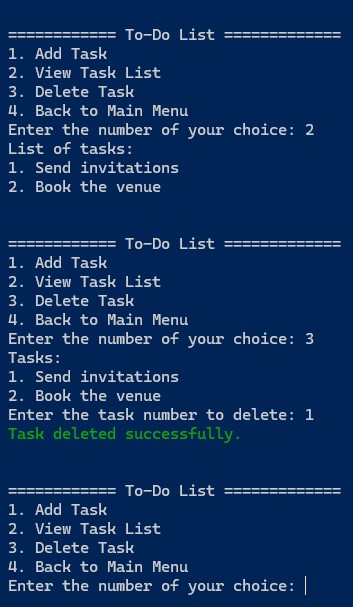 ============ To-Do List =============
1. Add Task
2. View Task List
3. Delete Task
4. Back to Main Menu
Enter the number of your choice: 2
List of tasks:
1. Send invitations
2. Book the venue
============ To-Do List =============
1. Add Task
2. View Task List
3. Delete Task
4. Back to Main Menu
Enter the number of your choice: 3
Tasks:
1. Send invitations
2. Book the venue
Enter the task number to delete: 1
Task deleted successfully.
============ To-Do List =============
1. Add Task
2. View Task List
3. Delete Task
4. Back to Main Menu
Enter the number of your choice: